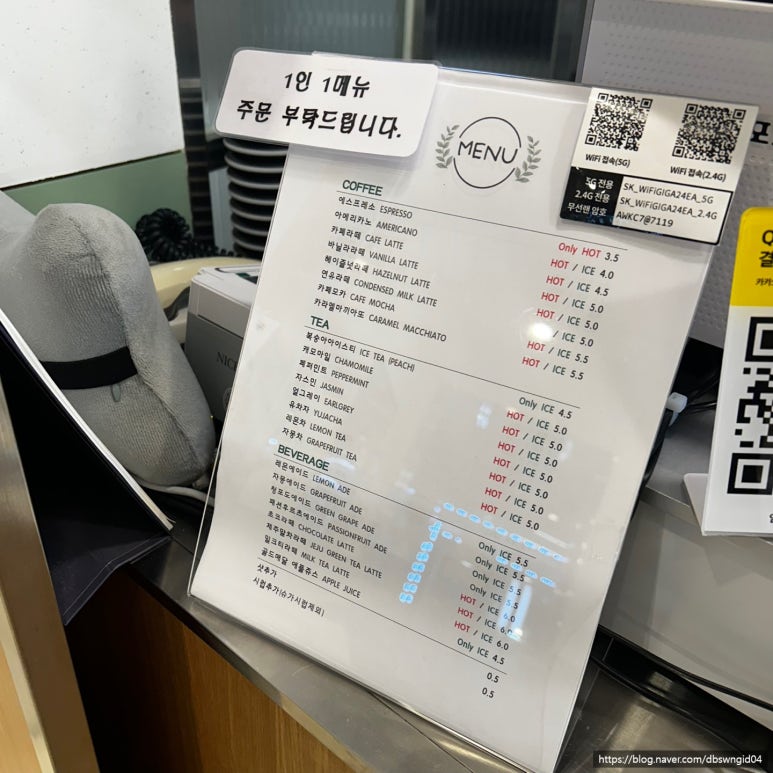 1인 1메뉴
주문 부탁드립니다.
MENU
WiFi 접속(5G)
WiFi 접속(2.4G)
5G 전용 SK_WiFiGIGA24EA_5G
2.4G 전용 SK_WiFiGIGA24EA_2.4G
무선랜 암호 AWKC7@7119
COFFEE
에스프레소 ESPRESSO Only HOT 3.5
아메리카노 AMERICANO HOT / ICE 4.0
카페라떼 CAFE LATTE HOT / ICE 4.5
바닐라라떼 VANILLA LATTE HOT / ICE 5.0
헤이즐넛라떼 HAZELNUT LATTE HOT / ICE 5.0
연유라떼 CONDENSED MILK LATTE HOT / ICE 5.0
카페모카 CAFE MOCHA HOT / ICE 5.5
카라멜마끼아또 CARAMEL MACCHIATO HOT / ICE 5.5
TEA
복숭아아이스티 ICE TEA (PEACH) Only ICE 4.5
캐모마일 CHAMOMILE HOT / ICE 5.0
페퍼민트 PEPPERMINT HOT / ICE 5.0
자스민 JASMIN HOT / ICE 5.0
얼그레이 EARLGREY HOT / ICE 5.0
유차자 YUJACHA HOT / ICE 5.0
레몬차 LEMON TEA HOT / ICE 5.0
자몽차 GRAPEFRUIT TEA HOT / ICE 5.0
BEVERAGE
레몬에이드 LEMON ADE Only ICE 5.5
자몽에이드 GRAPEFRUIT ADE Only ICE 5.5
청포도에이드 GREEN GRAPE ADE Only ICE 5.5
패션후르츠에이드 PASSIONFRUIT ADE Only ICE 5.5
초코라떼 CHOCOLATE LATTE HOT / ICE 6.0
제주말차라떼 JEJU GREEN TEA LATTE HOT / ICE 6.0
밀크티라떼 MILK TEA LATTE HOT / ICE 6.0
골드메달 애플쥬스 APPLE JUICE Only ICE 4.5
샷추가 0.5
시럽추가(슈가시럽제외) 0.5
NIC
https://blog.naver.com/dbswngid04